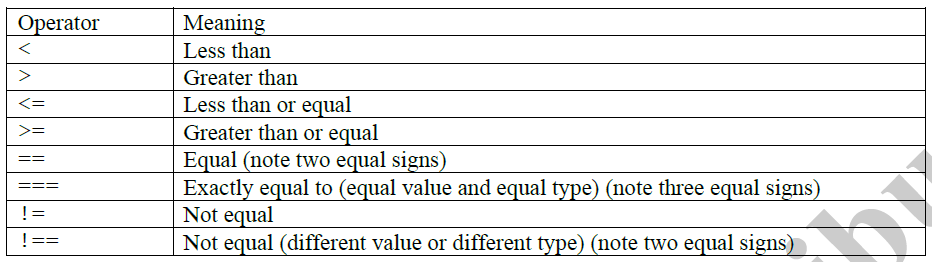 Operator Meaning
< Less than
> Greater than
<= Less than or equal
>= Greater than or equal
== Equal (note two equal signs)
=== Exactly equal to (equal value and equal type) (note three equal signs)
!= Not equal
!== Not equal (different value or different type) (note two equal signs)